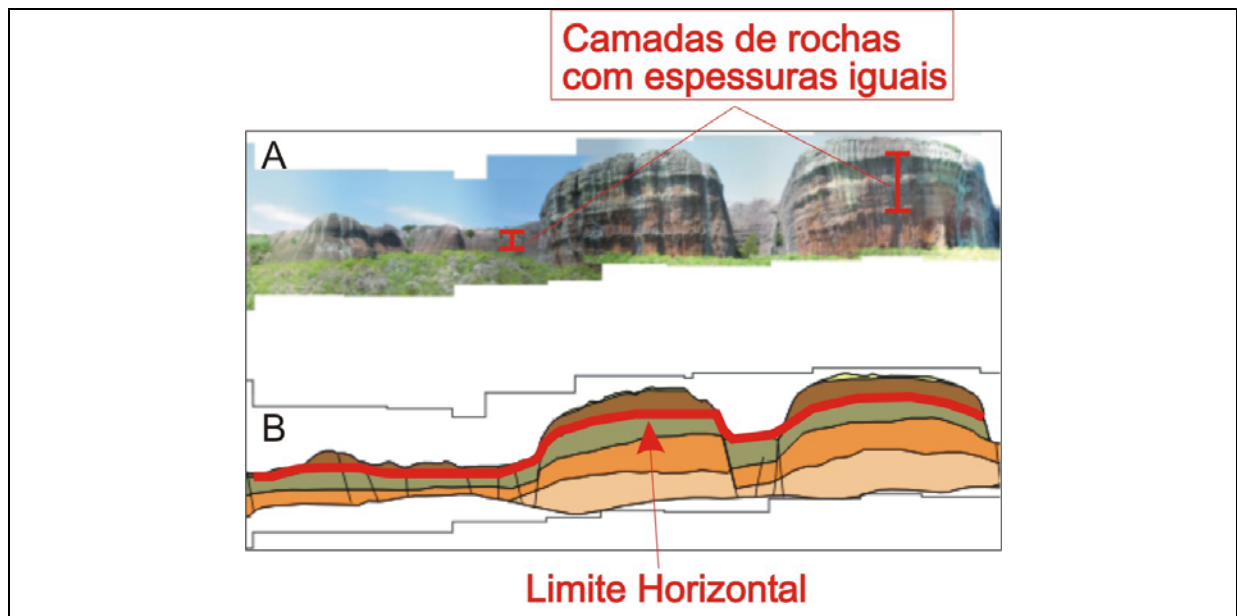 Camadas de rochas
com espessuras iguais
A
B
Limite Horizontal